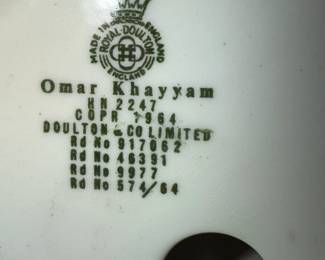 MADE IN ENGLAND
ROYAL DOULTON
ENGLAND
Omar Khayyam
HN 2247
COPR 1964
DOULTON & CO LIMITED
Rd No 917062
Rd No 46391
Rd No 9977
Rd No 574/64